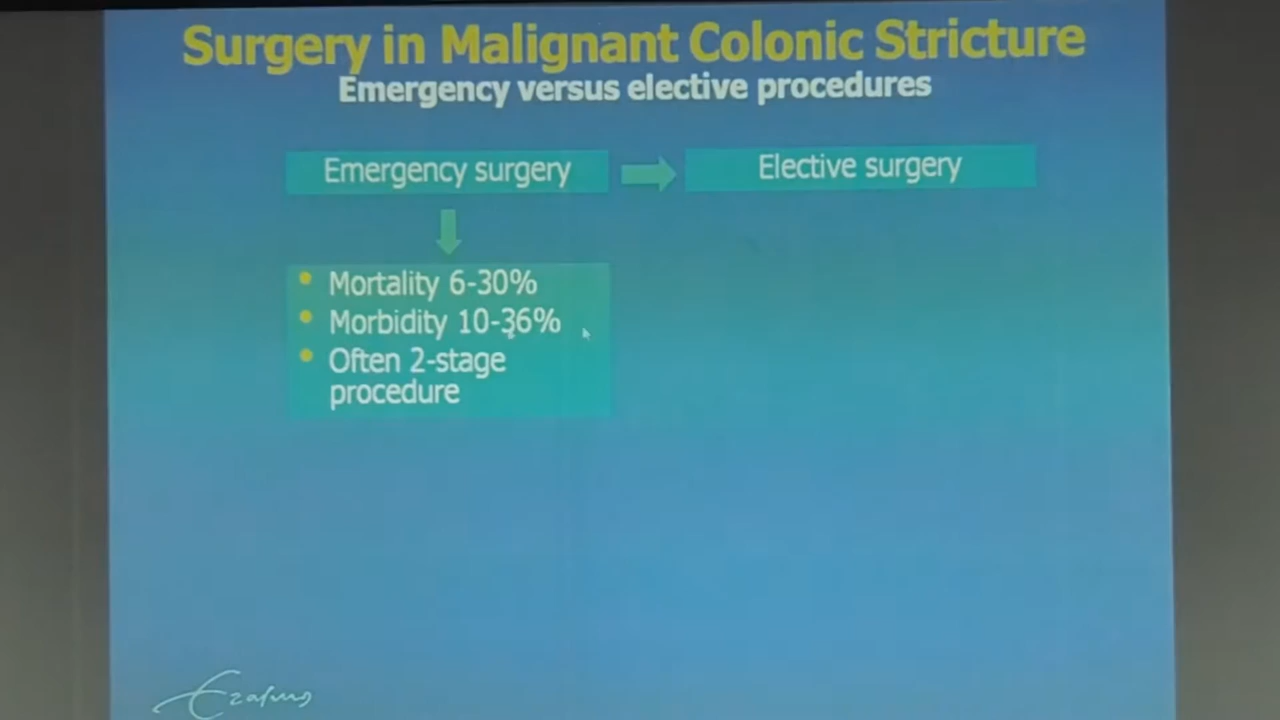 Surgery in Malignant Colonic Stricture
Emergency versus elective procedures
Emergency surgery
Elective surgery
Mortality 6-30%
Morbidity 10-36%
Often 2-stage
procedure
Erasmus